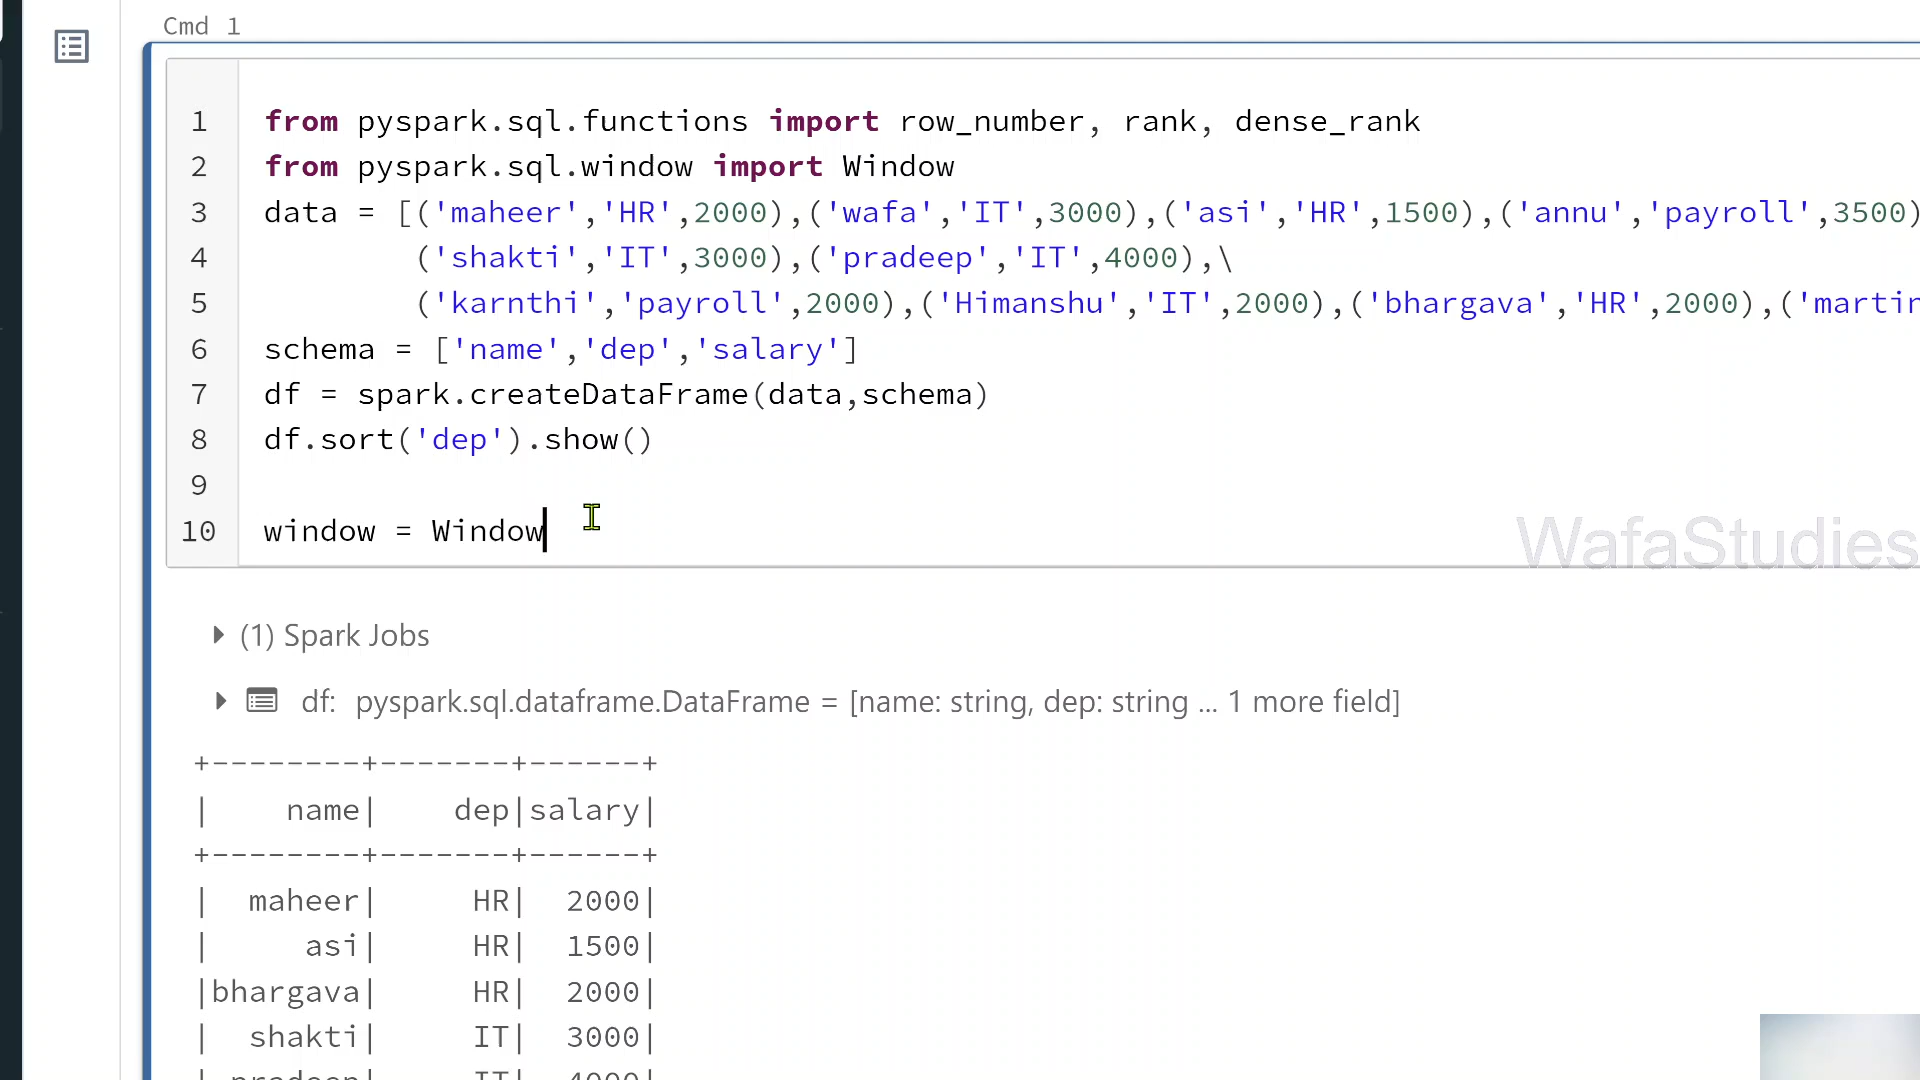 Cmd 1
1 from pyspark.sql.functions import row_number, rank, dense_rank
2 from pyspark.sql.window import Window
3 data = [('maheer','HR',2000),('wafa','IT',3000),('asi','HR',1500),('annu','payroll',3500)
4 ('shakti','IT',3000),('pradeep','IT',4000),\
5 ('karnthi','payroll',2000),('Himanshu','IT',2000),('bhargava','HR',2000),('martin
6 schema = ['name','dep','salary']
7 df = spark.createDataFrame(data,schema)
8 df.sort('dep').show()
9
10 window = Window
WafaStudies
(1) Spark Jobs
df: pyspark.sql.dataframe.DataFrame = [name: string, dep: string ... 1 more field]
+--------+-------+------+
|    name|    dep|salary|
+--------+-------+------+
|  maheer|     HR|  2000|
|     asi|     HR|  1500|
|bhargava|     HR|  2000|
|  shakti|     IT|  3000|
| pradeep|     IT|  4000|